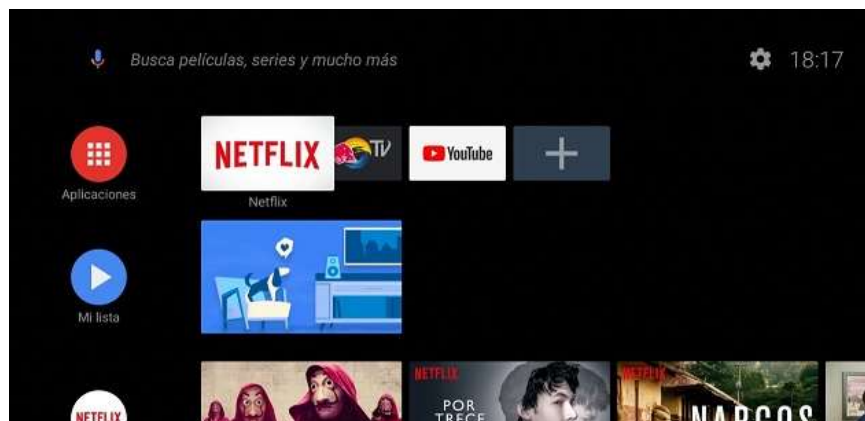 Busca películas, series y mucho más
18:17
NETFLIX
TV
YouTube
Aplicaciones
Netflix
Mi lista
NETFLIX
NETFLIX
NETFLIX
POR
TRECE
NARCOS